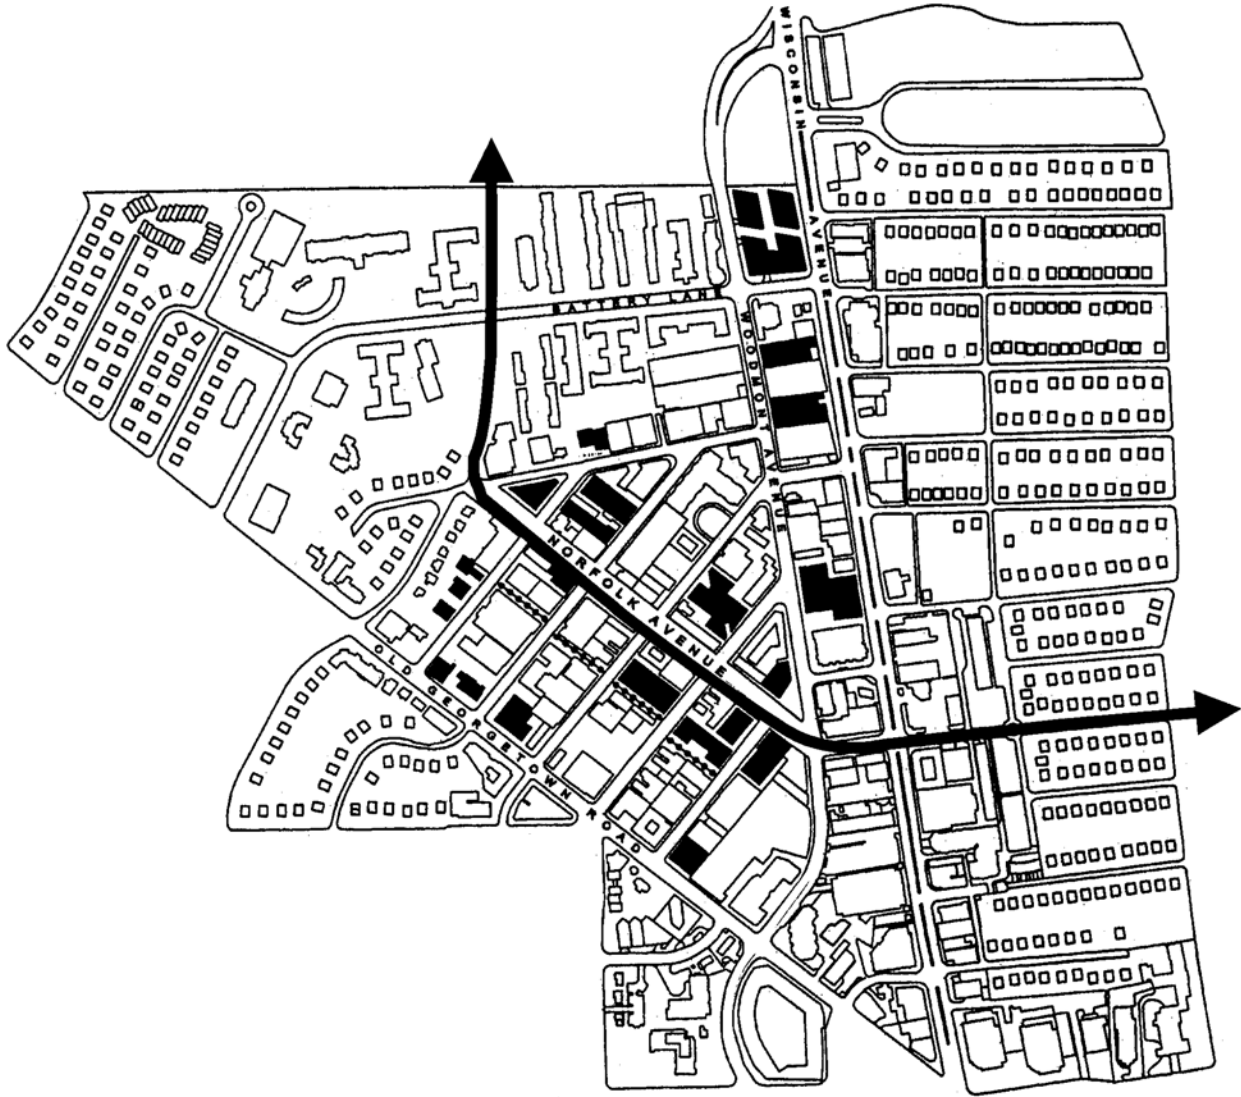 WISCONSIN AVENUE
BATTERY LANE
WOODMONT AVENUE
NORFOLK AVENUE
OLD GEORGETOWN ROAD